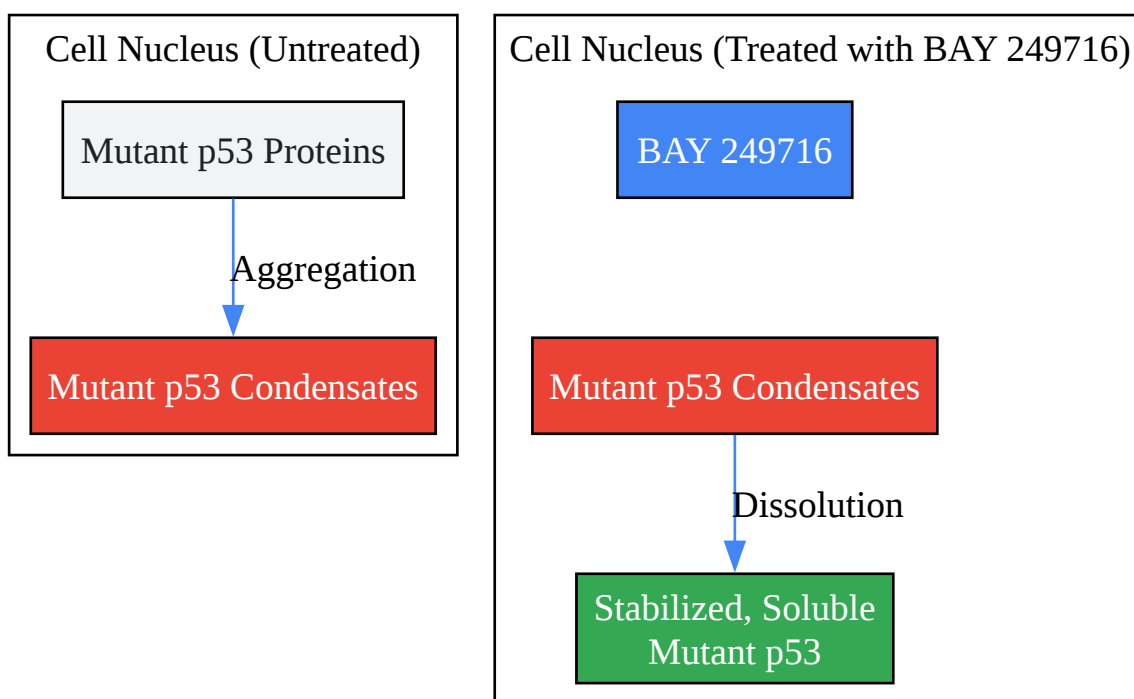 Cell Nucleus (Untreated)
Mutant p53 Proteins
Aggregation
Mutant p53 Condensates
Cell Nucleus (Treated with BAY 249716)
BAY 249716
Mutant p53 Condensates
Dissolution
Stabilized, Soluble
Mutant p53